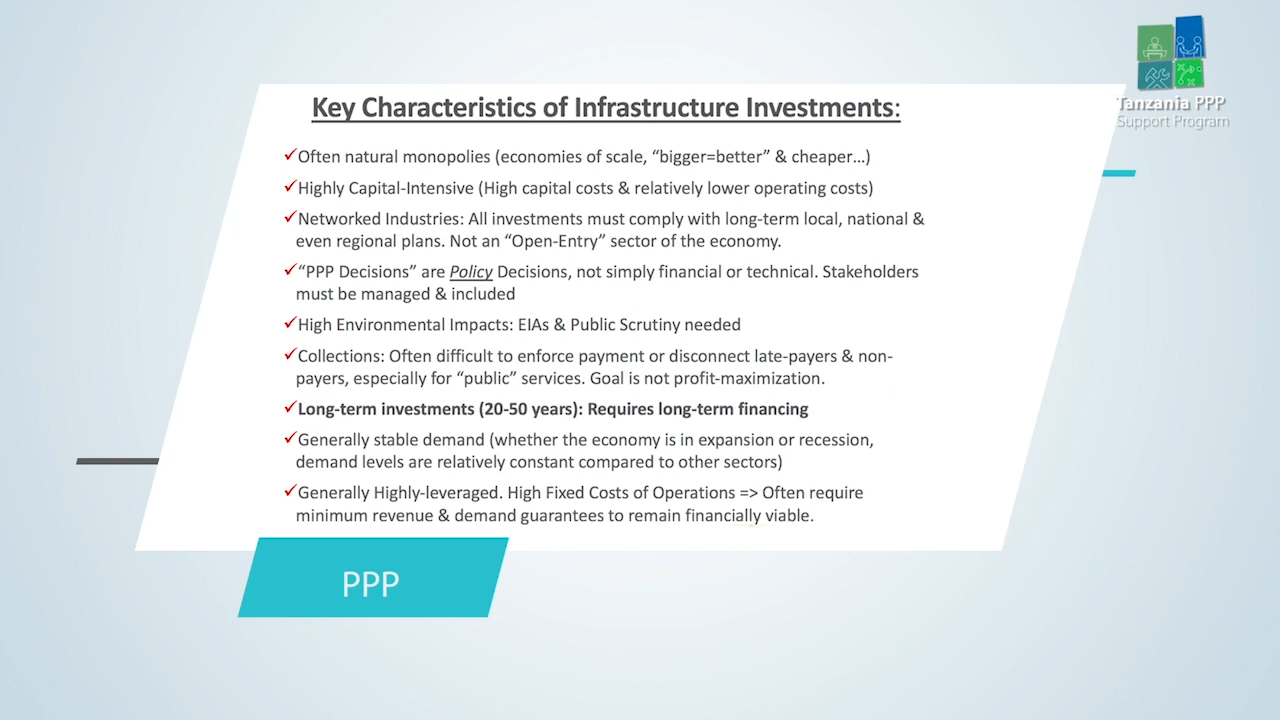 Tanzania PPP
Support Program
Key Characteristics of Infrastructure Investments:
✓Often natural monopolies (economies of scale, “bigger=better” & cheaper…)
✓Highly Capital-Intensive (High capital costs & relatively lower operating costs)
✓Networked Industries: All investments must comply with long-term local, national &
even regional plans. Not an “Open-Entry” sector of the economy.
✓“PPP Decisions” are Policy Decisions, not simply financial or technical. Stakeholders
must be managed & included
✓High Environmental Impacts: EIAs & Public Scrutiny needed
✓Collections: Often difficult to enforce payment or disconnect late-payers & non-
payers, especially for “public” services. Goal is not profit-maximization.
✓Long-term investments (20-50 years): Requires long-term financing
✓Generally stable demand (whether the economy is in expansion or recession,
demand levels are relatively constant compared to other sectors)
✓Generally Highly-leveraged. High Fixed Costs of Operations => Often require
minimum revenue & demand guarantees to remain financially viable.
PPP